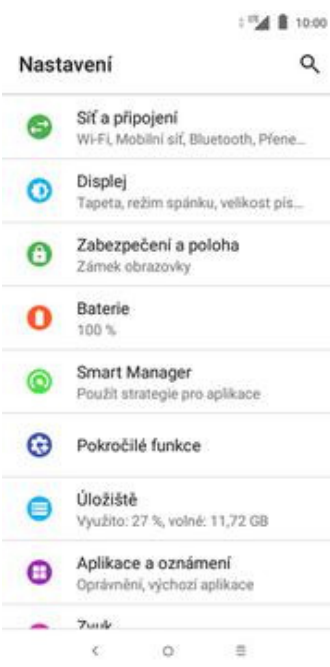 10:00
Nastavení
Síť a připojení
Wi-Fi, Mobilní síť, Bluetooth, Přene...
Displej
Tapeta, režim spánku, velikost pís...
Zabezpečení a poloha
Zámek obrazovky
Baterie
100 %
Smart Manager
Použít strategie pro aplikace
Pokročilé funkce
Úložiště
Využito: 27 %, volné: 11,72 GB
Aplikace a oznámení
Oprávnění, výchozí aplikace
Zvuk